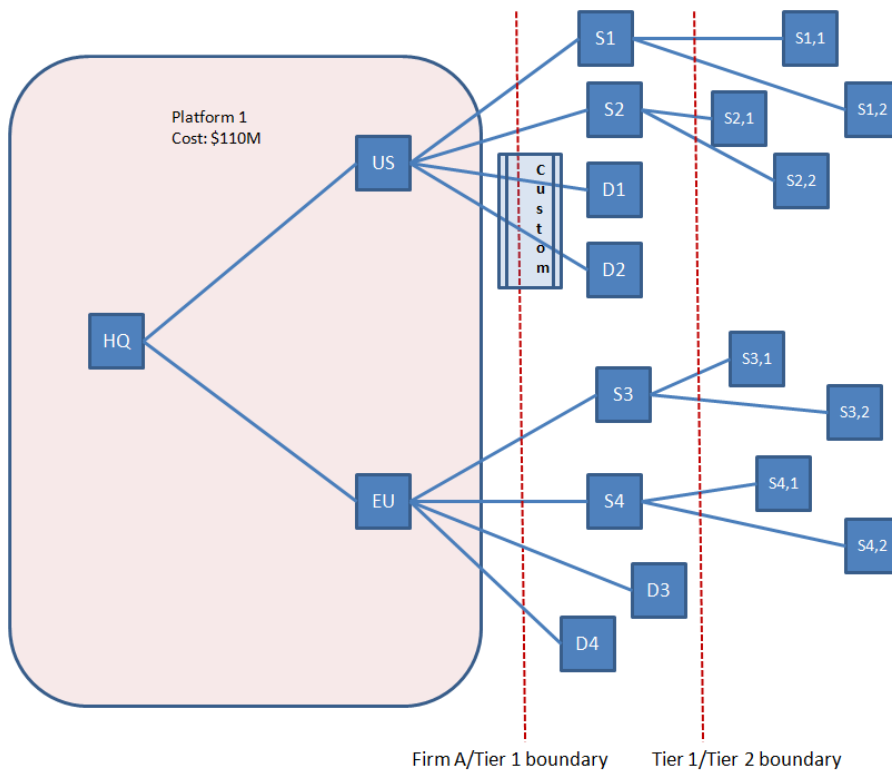 S1
S1,1
Platform 1
Cost: $110M
S2
S2,1
S1,2
US
Custom
D1
S2,2
D2
HQ
S3
S3,1
S3,2
EU
S4
S4,1
S4,2
D3
D4
Firm A/Tier 1 boundary
Tier 1/Tier 2 boundary